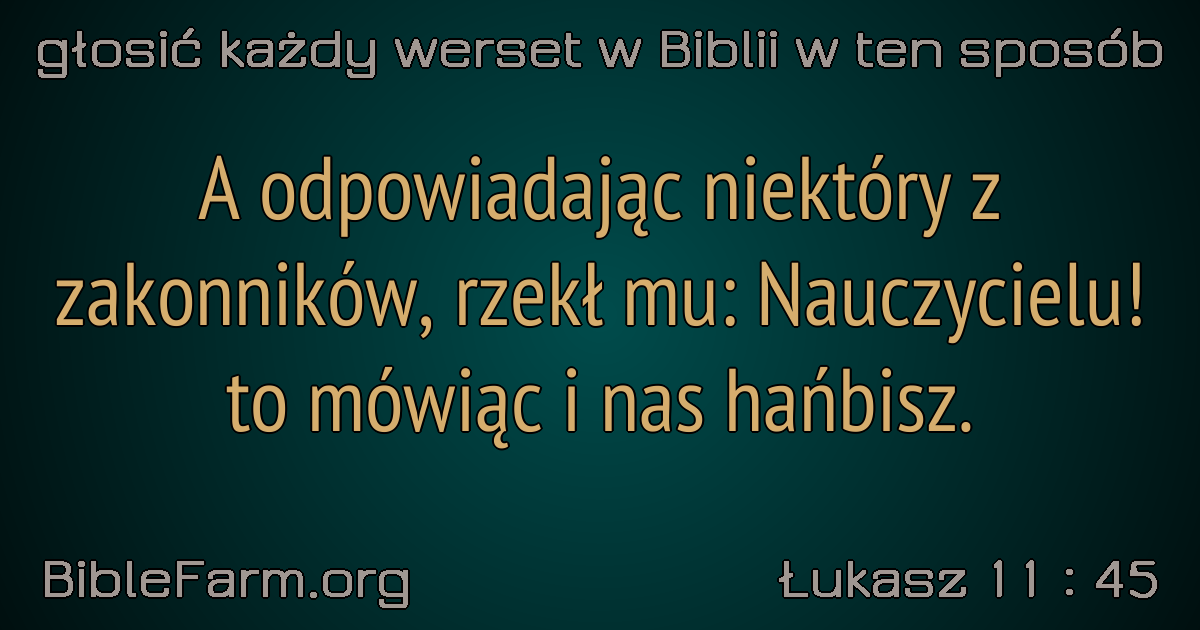 głosić każdy werset w Biblii w ten sposób
A odpowiadając niektóry z
zakonników, rzekł mu: Nauczycielu!
to mówiąc i nas hańbisz.
BibleFarm.org
Łukasz 11 : 45